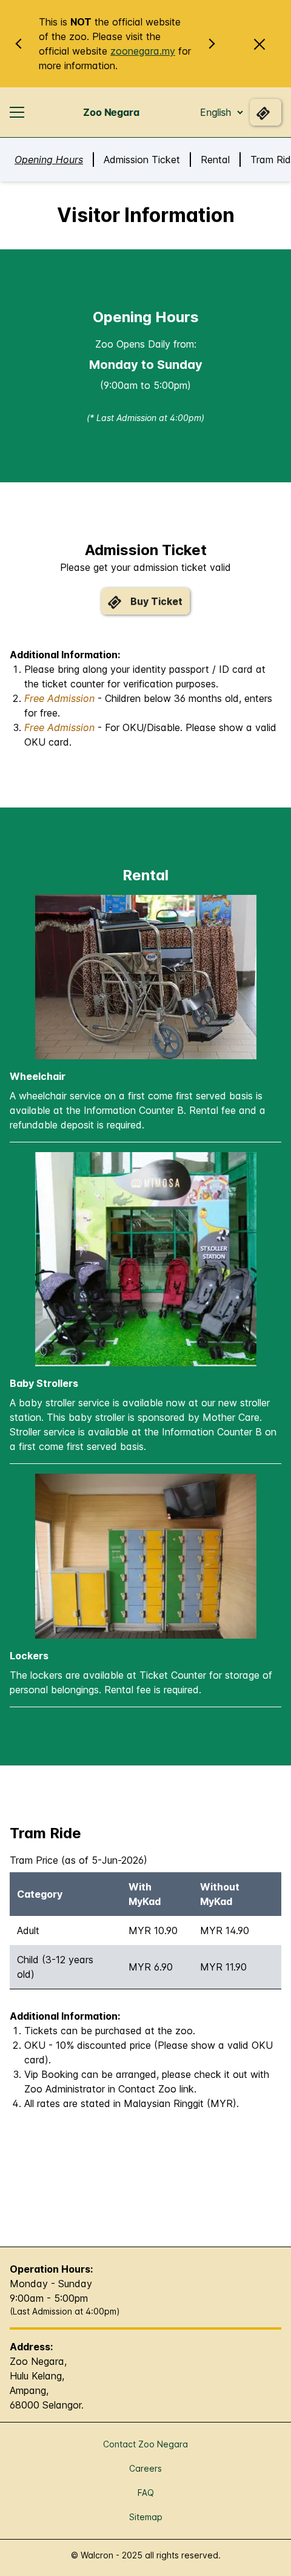 This is NOT the official website
of the zoo. Please visit the
official website zoonegara.my for
more information.
Zoo Negara
English
Opening Hours
Admission Ticket
Rental
Tram Rid
Visitor Information
Opening Hours
Zoo Opens Daily from:
Monday to Sunday
(9:00am to 5:00pm)
(* Last Admission at 4:00pm)
Admission Ticket
Please get your admission ticket valid
Buy Ticket
Additional Information:
1. Please bring along your identity passport / ID card at
the ticket counter for verification purposes.
2. Free Admission - Children below 36 months old, enters
for free.
3. Free Admission - For OKU/Disable. Please show a valid
OKU card.
Rental
Wheelchair
A wheelchair service on a first come first served basis is
available at the Information Counter B. Rental fee and a
refundable deposit is required.
MIMOSA
STROLLER
STATION
Baby Strollers
A baby stroller service is available now at our new stroller
station. This baby stroller is sponsored by Mother Care.
Stroller service is available at the Information Counter B on
a first come first served basis.
Lockers
The lockers are available at Ticket Counter for storage of
personal belongings. Rental fee is required.
Tram Ride
Tram Price (as of 5-Jun-2026)
Category
With
MyKad
Without
MyKad
Adult
MYR 10.90
MYR 14.90
Child (3-12 years
old)
MYR 6.90
MYR 11.90
Additional Information:
1. Tickets can be purchased at the zoo.
2. OKU - 10% discounted price (Please show a valid OKU
card).
3. Vip Booking can be arranged, please check it out with
Zoo Administrator in Contact Zoo link.
4. All rates are stated in Malaysian Ringgit (MYR).
Operation Hours:
Monday - Sunday
9:00am - 5:00pm
(Last Admission at 4:00pm)
Address:
Zoo Negara,
Hulu Kelang,
Ampang,
68000 Selangor.
Contact Zoo Negara
Careers
FAQ
Sitemap
© Walcron - 2025 all rights reserved.